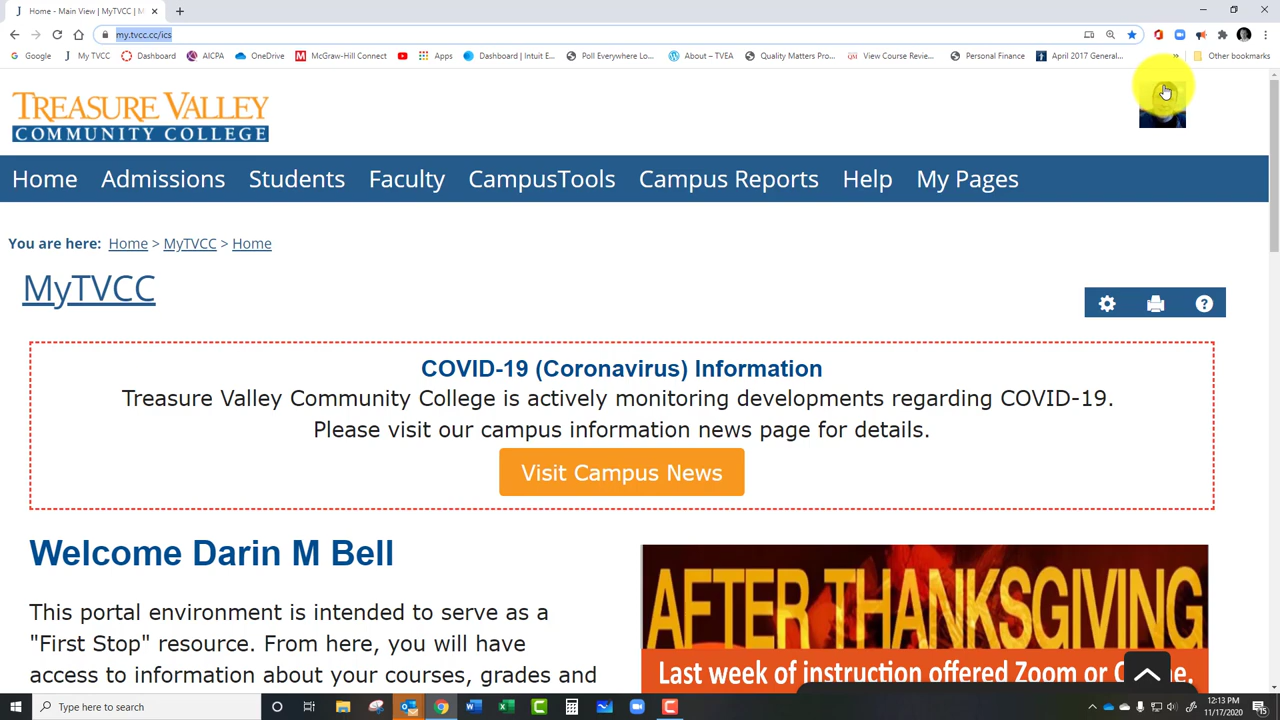 Home - Main View | MyTVCC | M
my.tvcc.cc/ics
Google My TVCC Dashboard AICPA OneDrive McGraw-Hill Connect Apps Dashboard | Intuit E... Poll Everywhere Lo... About – TVEA Quality Matters Pro... View Course Revie... Personal Finance April 2017 General... » Other bookmarks
TREASURE VALLEY
COMMUNITY COLLEGE
Home Admissions Students Faculty CampusTools Campus Reports Help My Pages
You are here: Home > MyTVCC > Home
MyTVCC
COVID-19 (Coronavirus) Information
Treasure Valley Community College is actively monitoring developments regarding COVID-19.
Please visit our campus information news page for details.
Visit Campus News
Welcome Darin M Bell
This portal environment is intended to serve as a
"First Stop" resource. From here, you will have
access to information about your courses, grades and
AFTER THANKSGIVING
Last week of instruction offered Zoom or
Type here to search
12:13 PM
11/17/2020
15